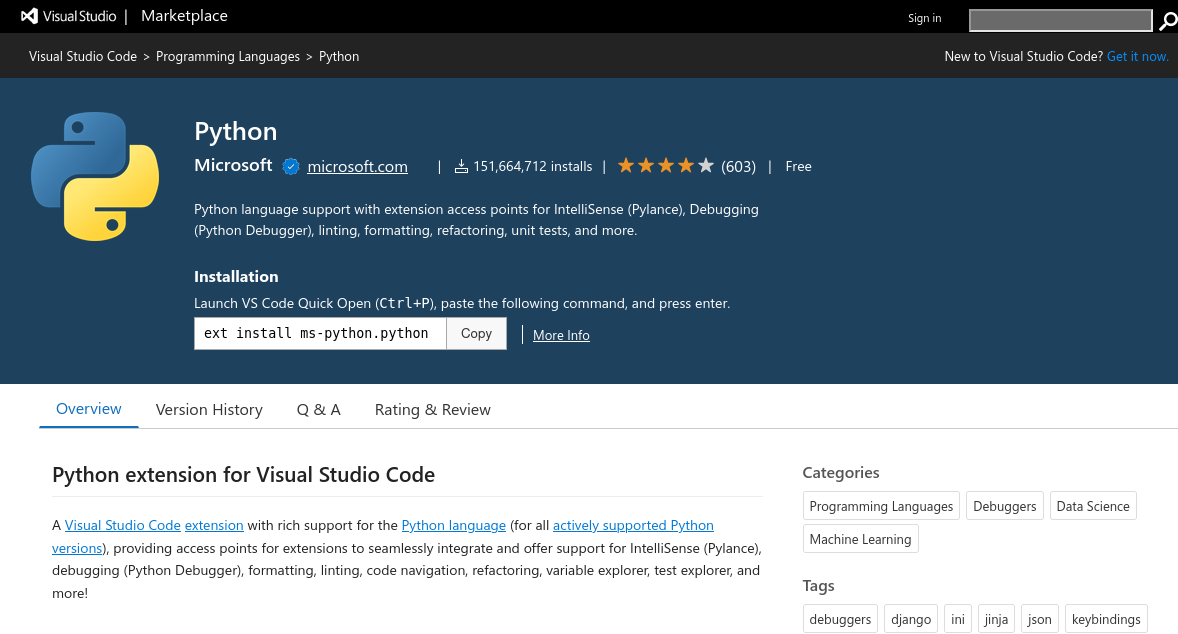 Visual Studio | Marketplace
Sign in
Visual Studio Code > Programming Languages > Python
New to Visual Studio Code? Get it now.
Python
Microsoft microsoft.com | 151,664,712 installs | (603) | Free
Python language support with extension access points for IntelliSense (Pylance), Debugging
(Python Debugger), linting, formatting, refactoring, unit tests, and more.
Installation
Launch VS Code Quick Open (Ctrl+P), paste the following command, and press enter.
ext install ms-python.python Copy | More Info
Overview Version History Q & A Rating & Review
Python extension for Visual Studio Code
A Visual Studio Code extension with rich support for the Python language (for all actively supported Python
versions), providing access points for extensions to seamlessly integrate and offer support for IntelliSense (Pylance),
debugging (Python Debugger), formatting, linting, code navigation, refactoring, variable explorer, test explorer, and
more!
Categories
Programming Languages Debuggers Data Science
Machine Learning
Tags
debuggers django ini jinja json keybindings